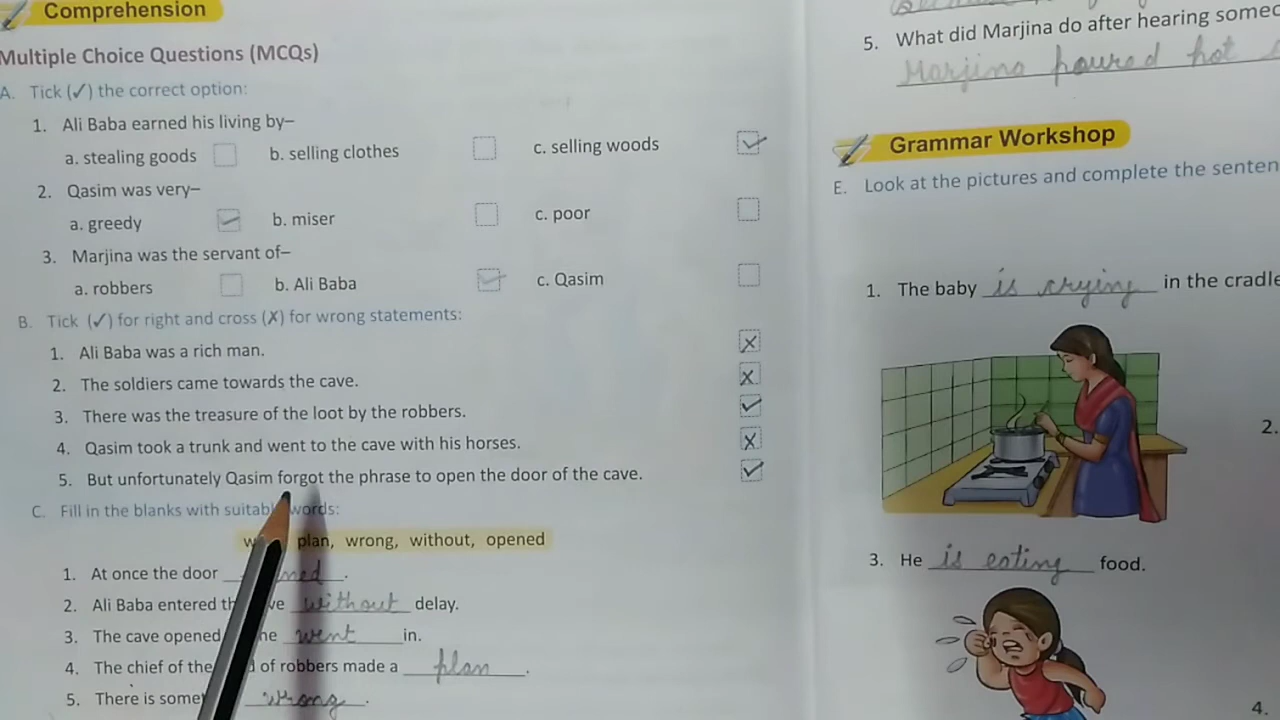 Comprehension
Multiple Choice Questions (MCQs)
A. Tick (✓) the correct option:
1. Ali Baba earned his living by–
a. stealing goods b. selling clothes c. selling woods ✓
2. Qasim was very–
a. greedy ✓ b. miser c. poor
3. Marjina was the servant of–
a. robbers b. Ali Baba ✓ c. Qasim
B. Tick (✓) for right and cross (✗) for wrong statements:
1. Ali Baba was a rich man. ✗
2. The soldiers came towards the cave. ✗
3. There was the treasure of the loot by the robbers. ✓
4. Qasim took a trunk and went to the cave with his horses. ✗
5. But unfortunately Qasim forgot the phrase to open the door of the cave. ✓
C. Fill in the blanks with suitable words:
plan, wrong, without, opened
1. At once the door
2. Ali Baba entered without delay.
3. The cave opened went in.
4. The chief of the of robbers made a plan.
5. There is wrong.
5. What did Marjina do after hearing
Marjina poured hot
Grammar Workshop
E. Look at the pictures and complete the
1. The baby is crying in the cradle
2.
3. He is eating food.
4.